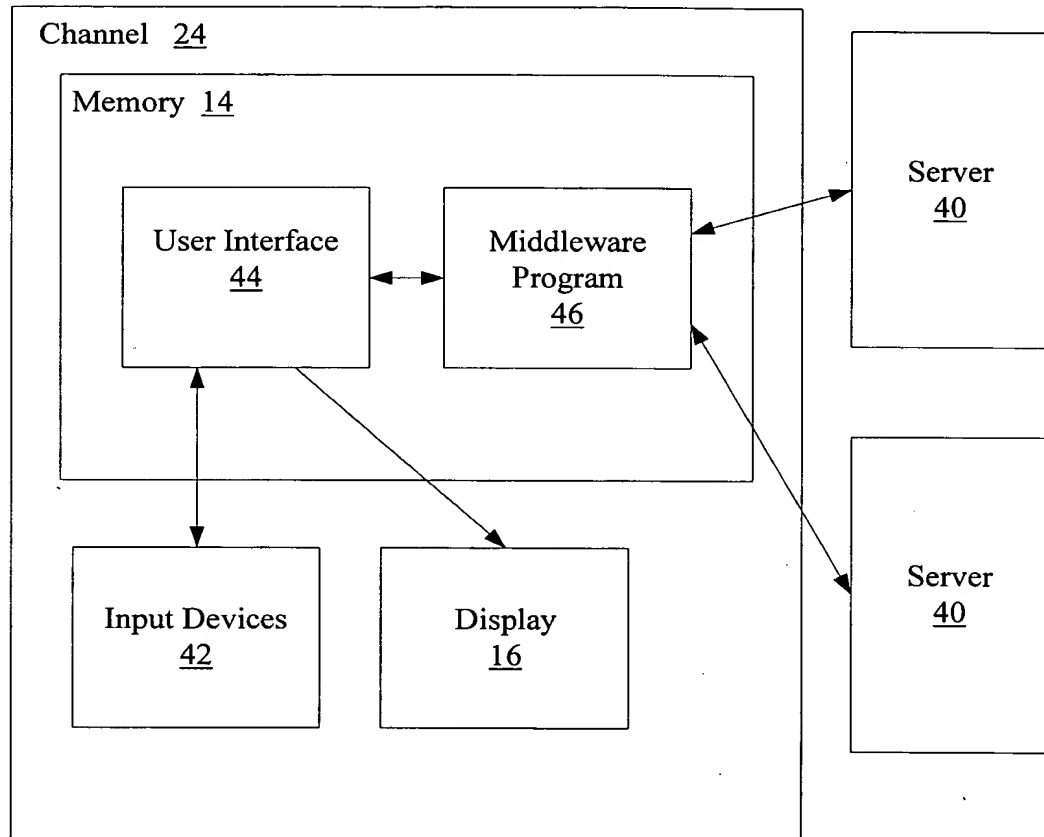 Channel 24
Memory 14
User Interface
44
Middleware
Program
46
Server
40
Input Devices
42
Display
16
Server
40